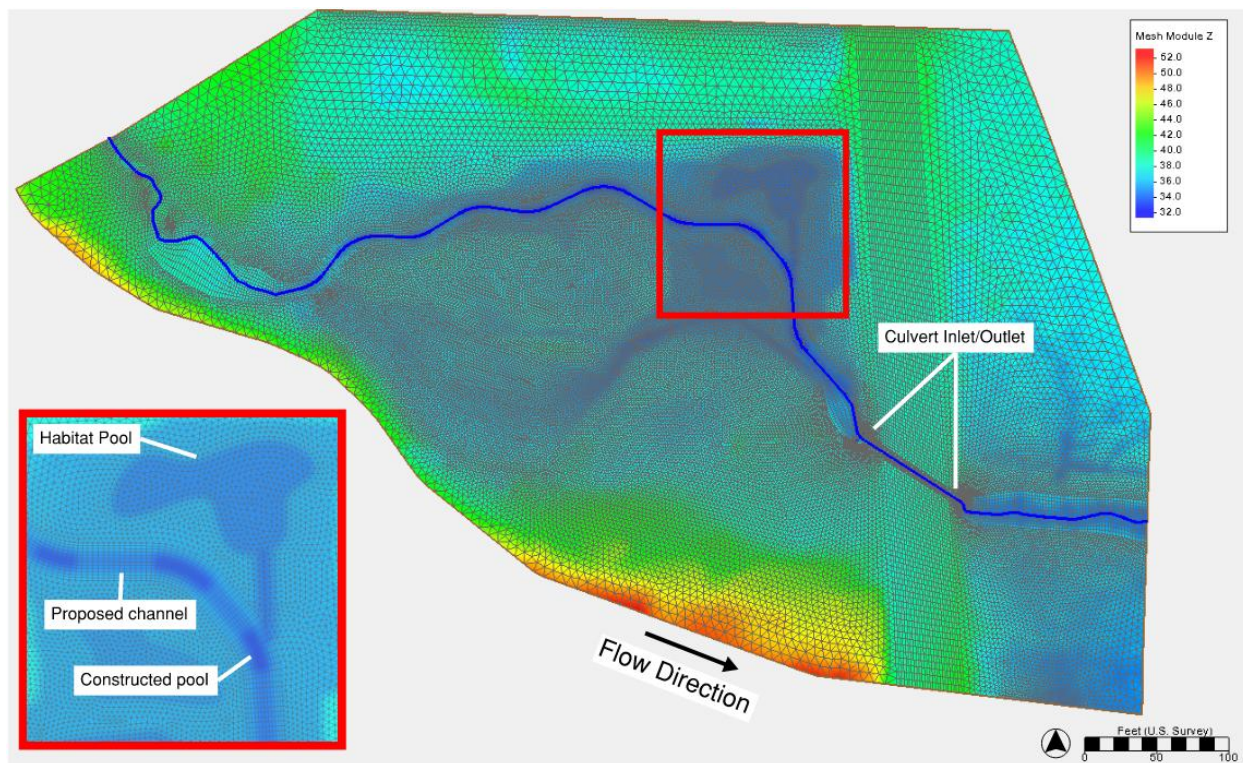 Mesh Module Z
52.0
50.0
48.0
46.0
44.0
42.0
40.0
38.0
36.0
34.0
32.0
Culvert Inlet/Outlet
Habitat Pool
Proposed channel
Constructed pool
Flow Direction
Feet (U.S. Survey)
0
100